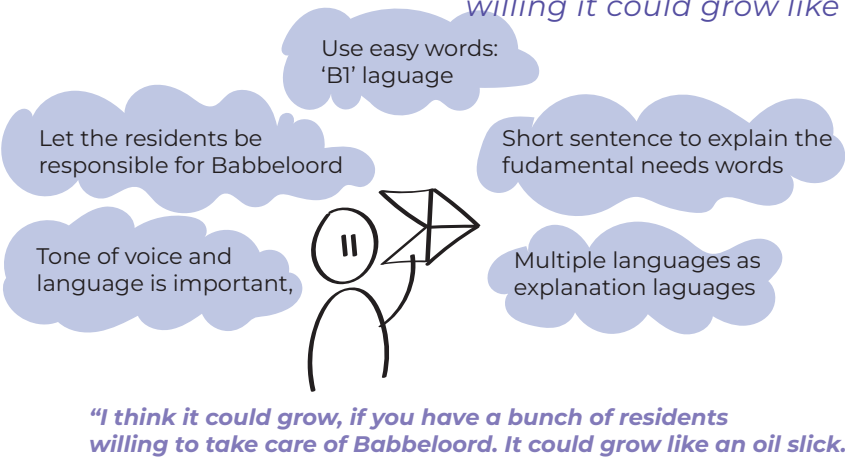 willing it could grow like
Use easy words:
‘B1’ laguage
Let the residents be
responsible for Babbeloord
Short sentence to explain the
fudamental needs words
Tone of voice and
language is important,
Multiple languages as
explanation laguages
“I think it could grow, if you have a bunch of residents
willing to take care of Babbeloord. It could grow like an oil slick.